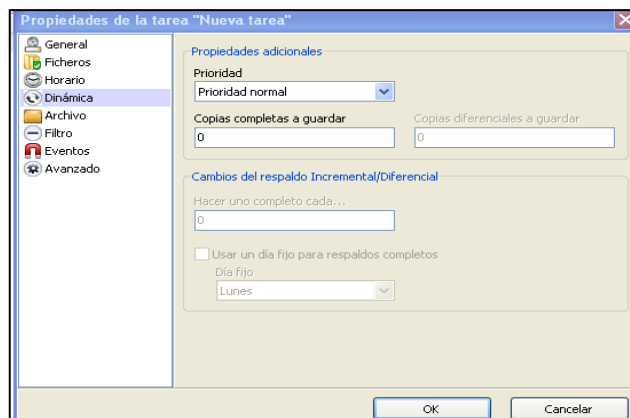 Propiedades de la tarea "Nueva tarea"
General
Ficheros
Horario
Dinámica
Archivo
Filtro
Eventos
Avanzado
Propiedades adicionales
Prioridad
Prioridad normal
Copias completas a guardar
Copias diferenciales a guardar
0
0
Cambios del respaldo Incremental/Diferencial
Hacer uno completo cada...
0
Usar un día fijo para respaldos completos
Día fijo
Lunes
OK
Cancelar